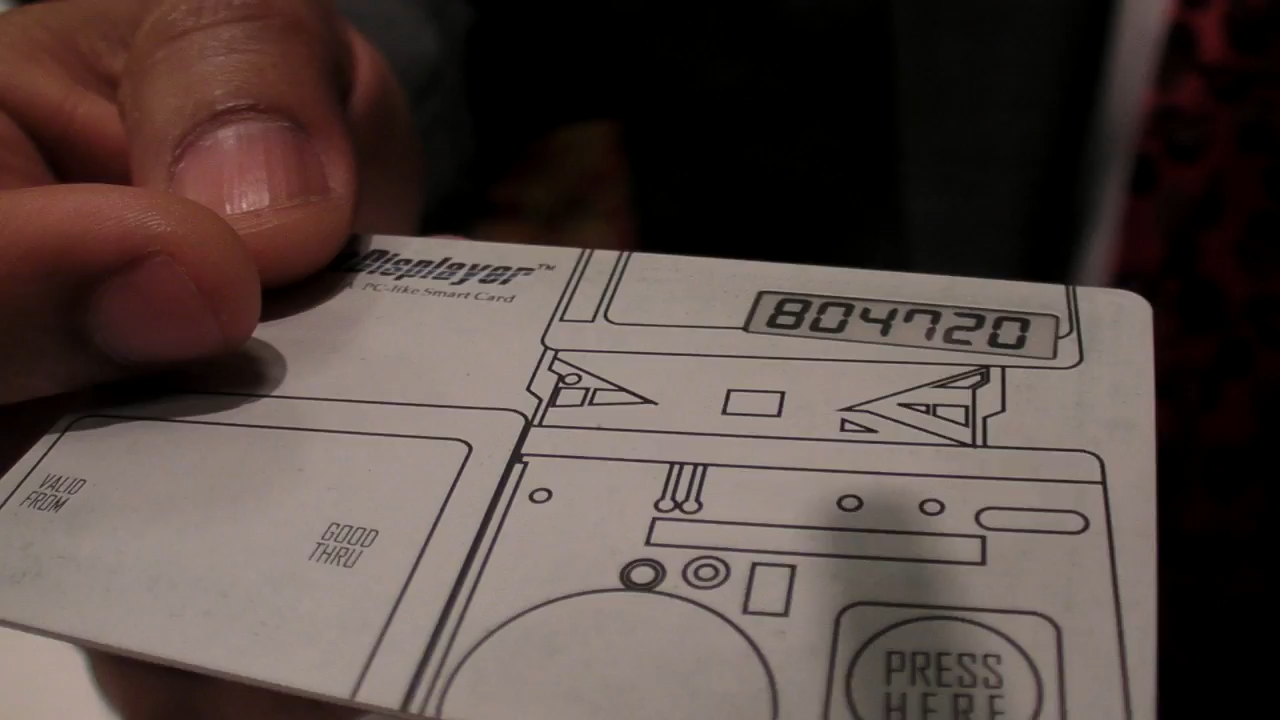 Displayer™
A PC-like Smart Card
804720
VALID
FROM
GOOD
THRU
PRESS
HERE